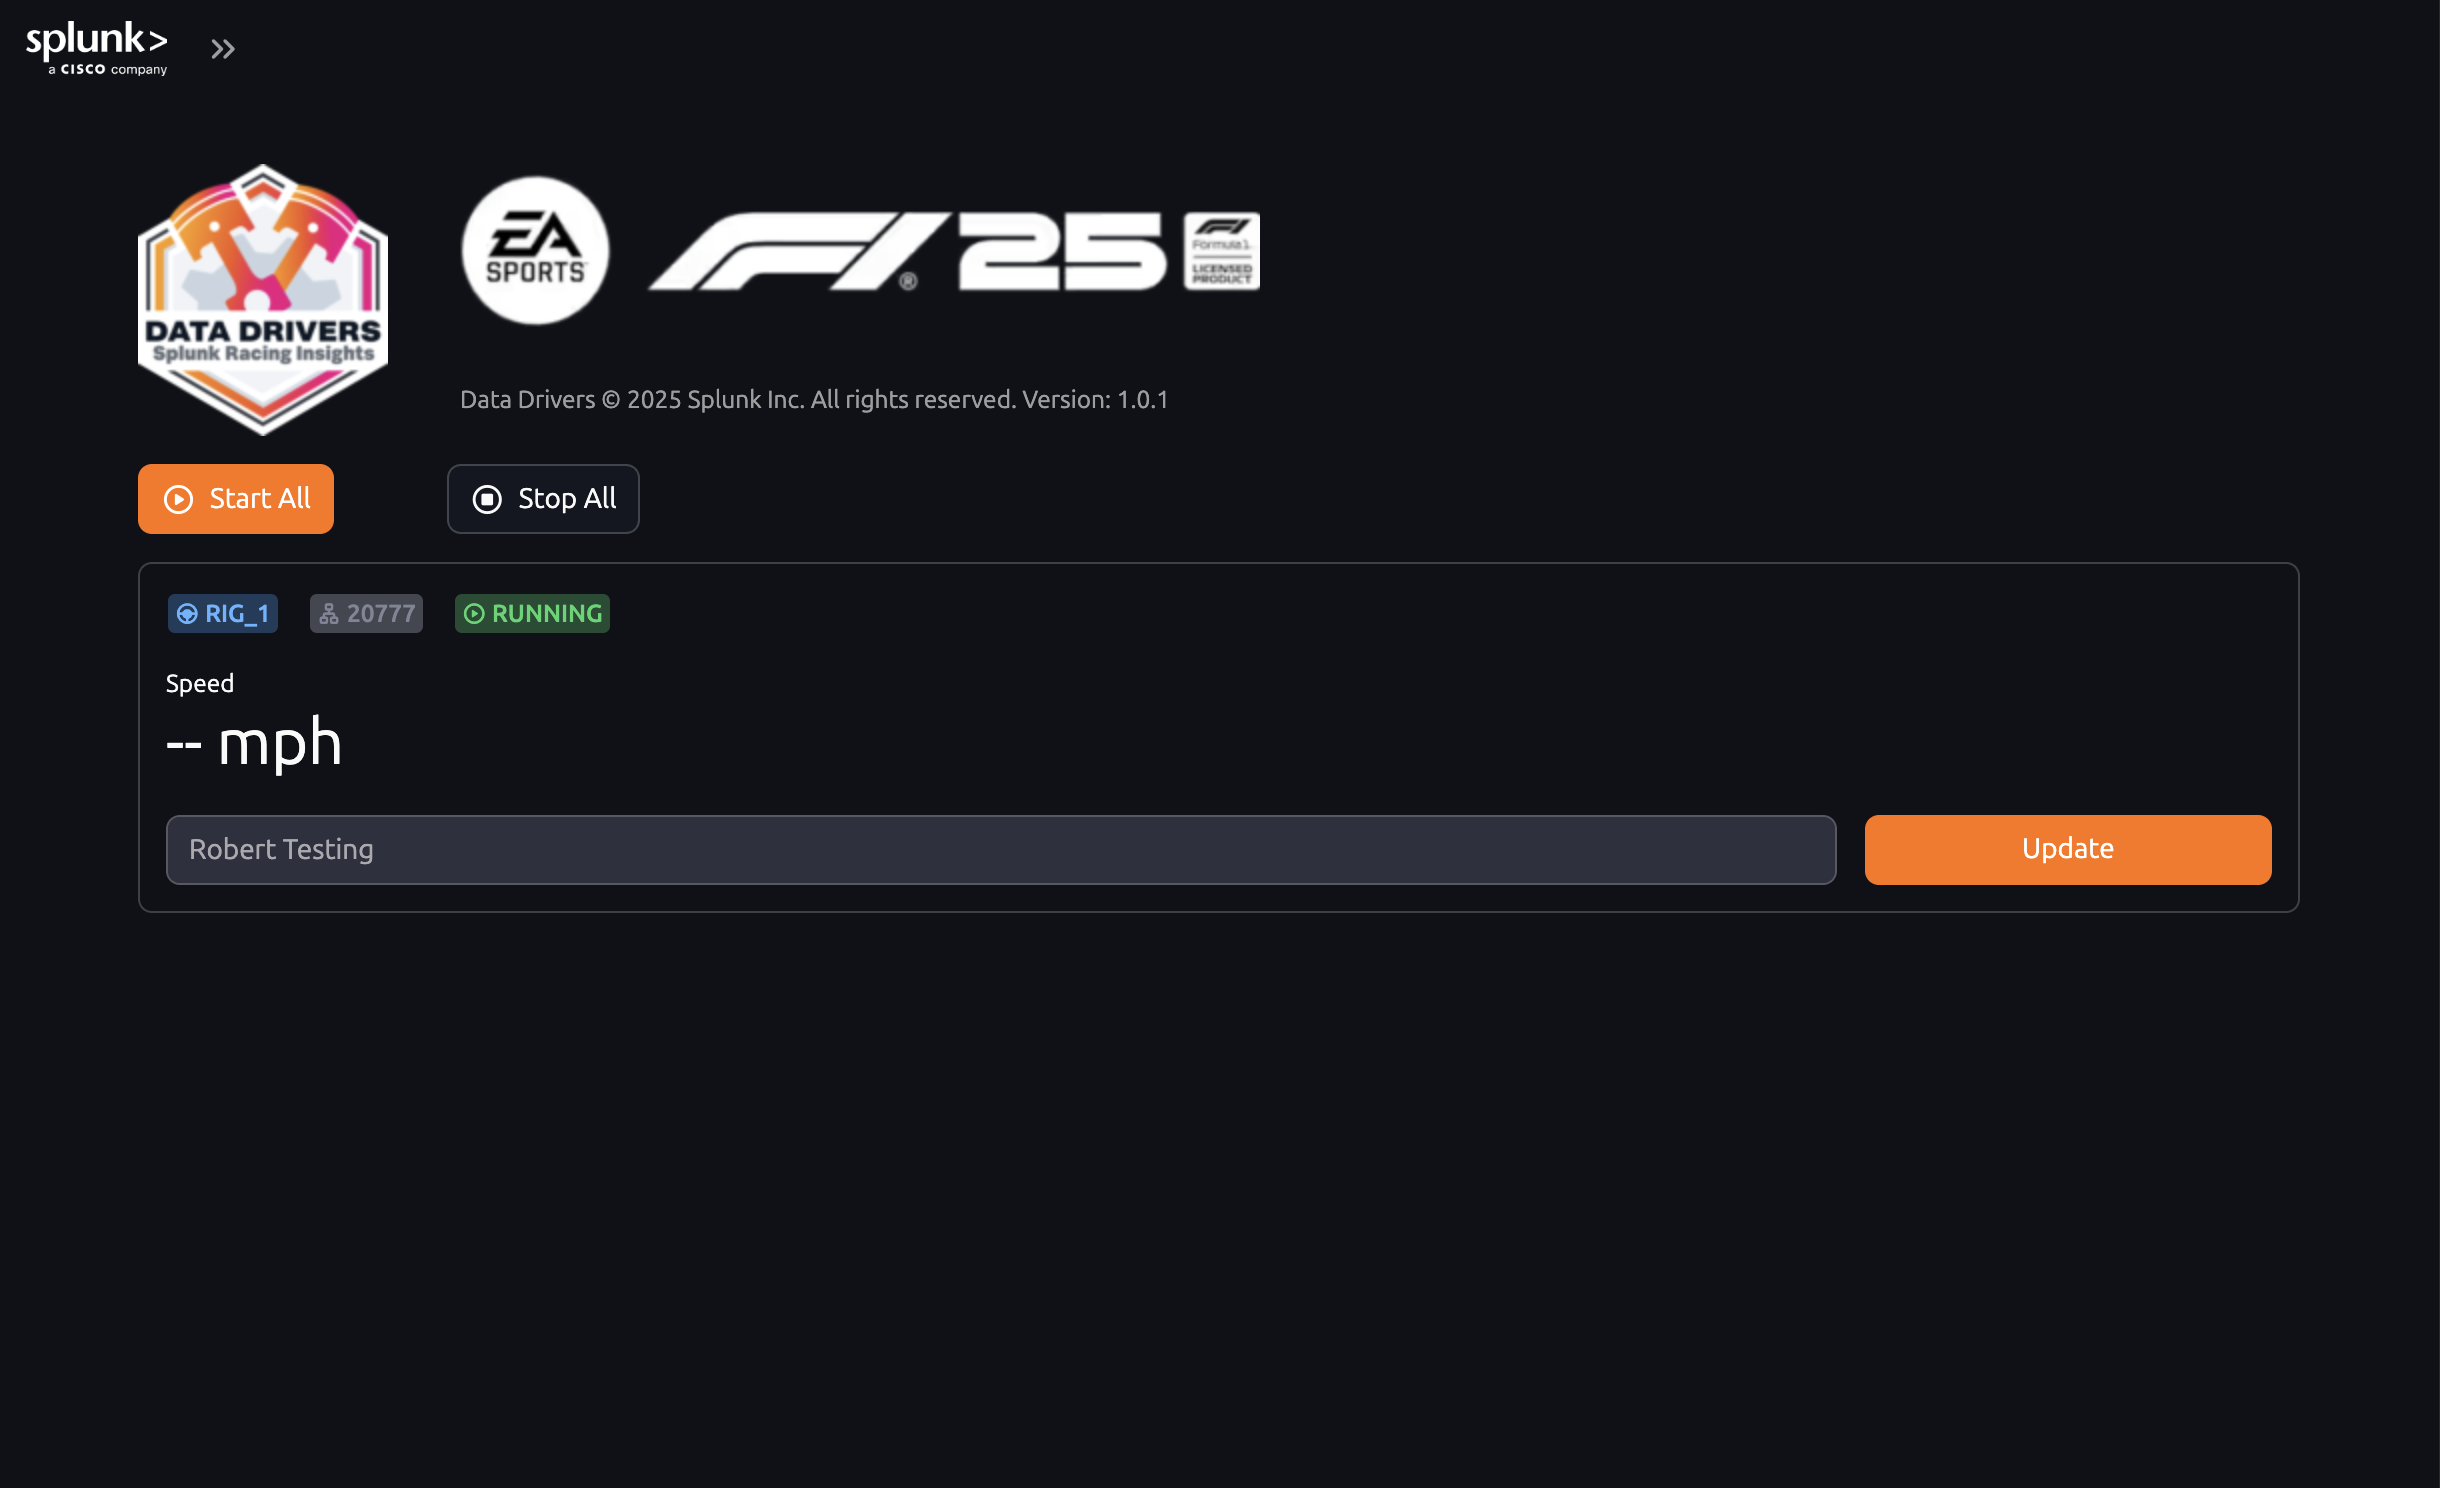 splunk>
a CISCO company
EA
SPORTS
F1® 25
F1
Formula 1
LICENSED
PRODUCT
DATA DRIVERS
Splunk Racing Insights
Data Drivers © 2025 Splunk Inc. All rights reserved. Version: 1.0.1
Start All
Stop All
RIG_1
20777
RUNNING
Speed
-- mph
Robert Testing
Update